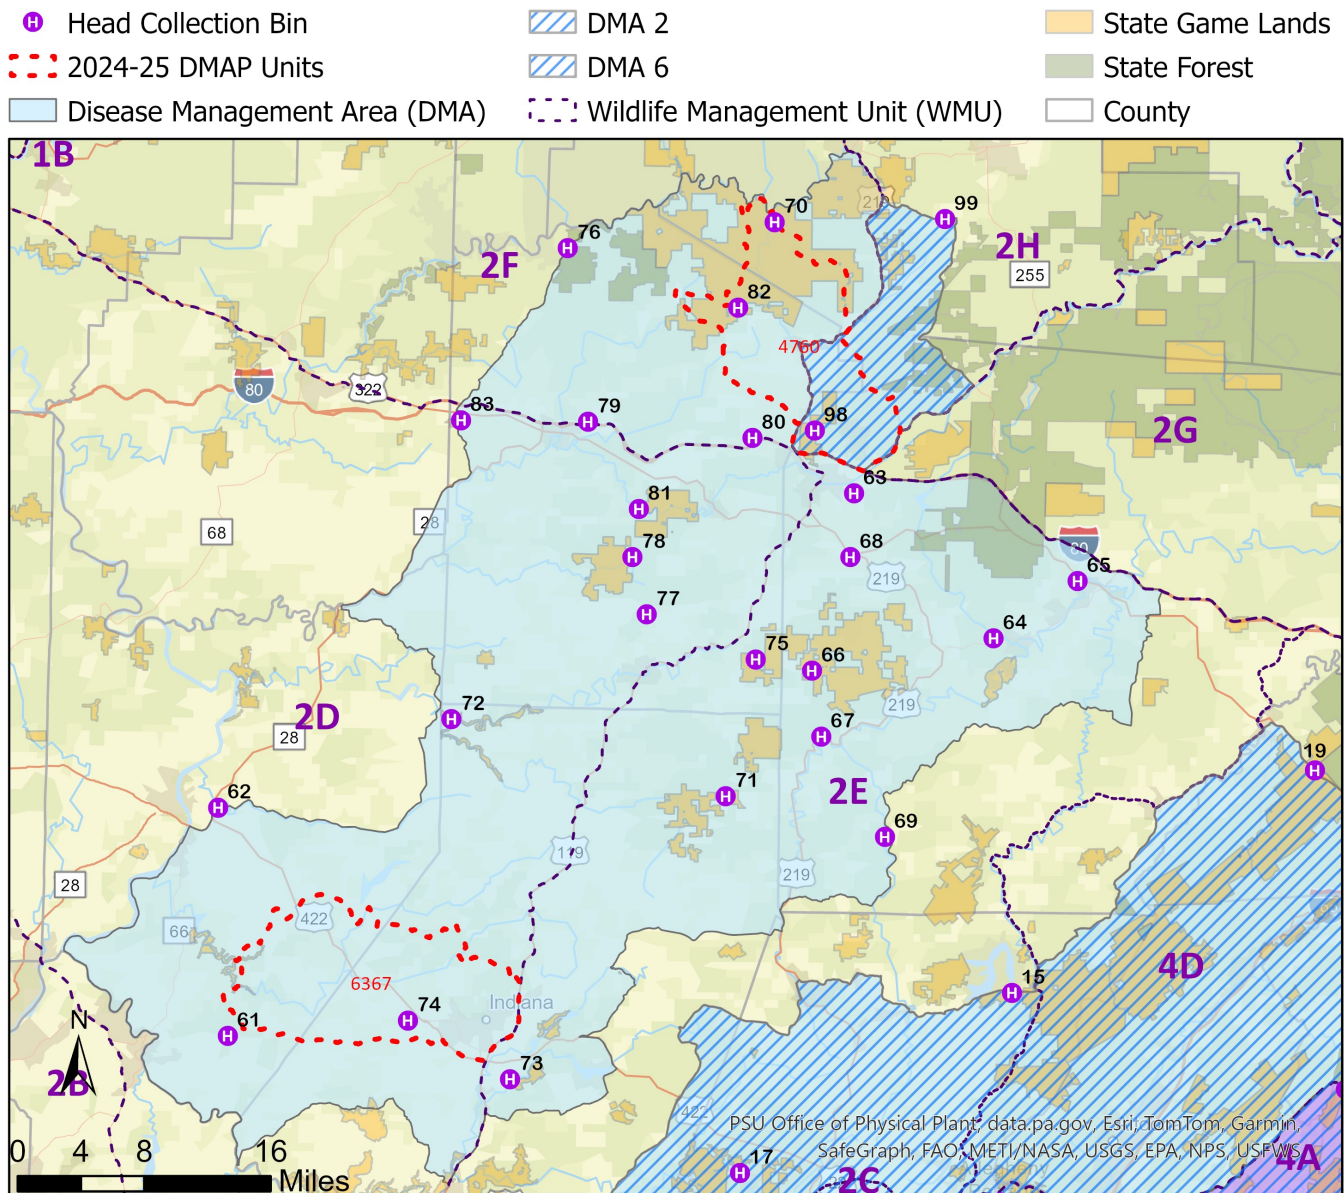 Head Collection Bin
DMA 2
State Game Lands
2024-25 DMAP Units
DMA 6
State Forest
Disease Management Area (DMA)
Wildlife Management Unit (WMU)
County
1B
219
70
99
76
2H
2F
255
82
4760
80
322
83
79
80
98
2G
63
81
28
68
78
68
80
65
219
77
64
75
66
219
2D
72
28
67
19
71
2E
62
69
119
219
28
422
66
4D
6367
15
Indiana
74
61
N
73
2B
422
PSU Office of Physical Plant, data.pa.gov, Esri, TomTom, Garmin,
SafeGraph, FAO, METI/NASA, USGS, EPA, NPS, USFWS
0 4 8 16
Miles
17
2C
4A